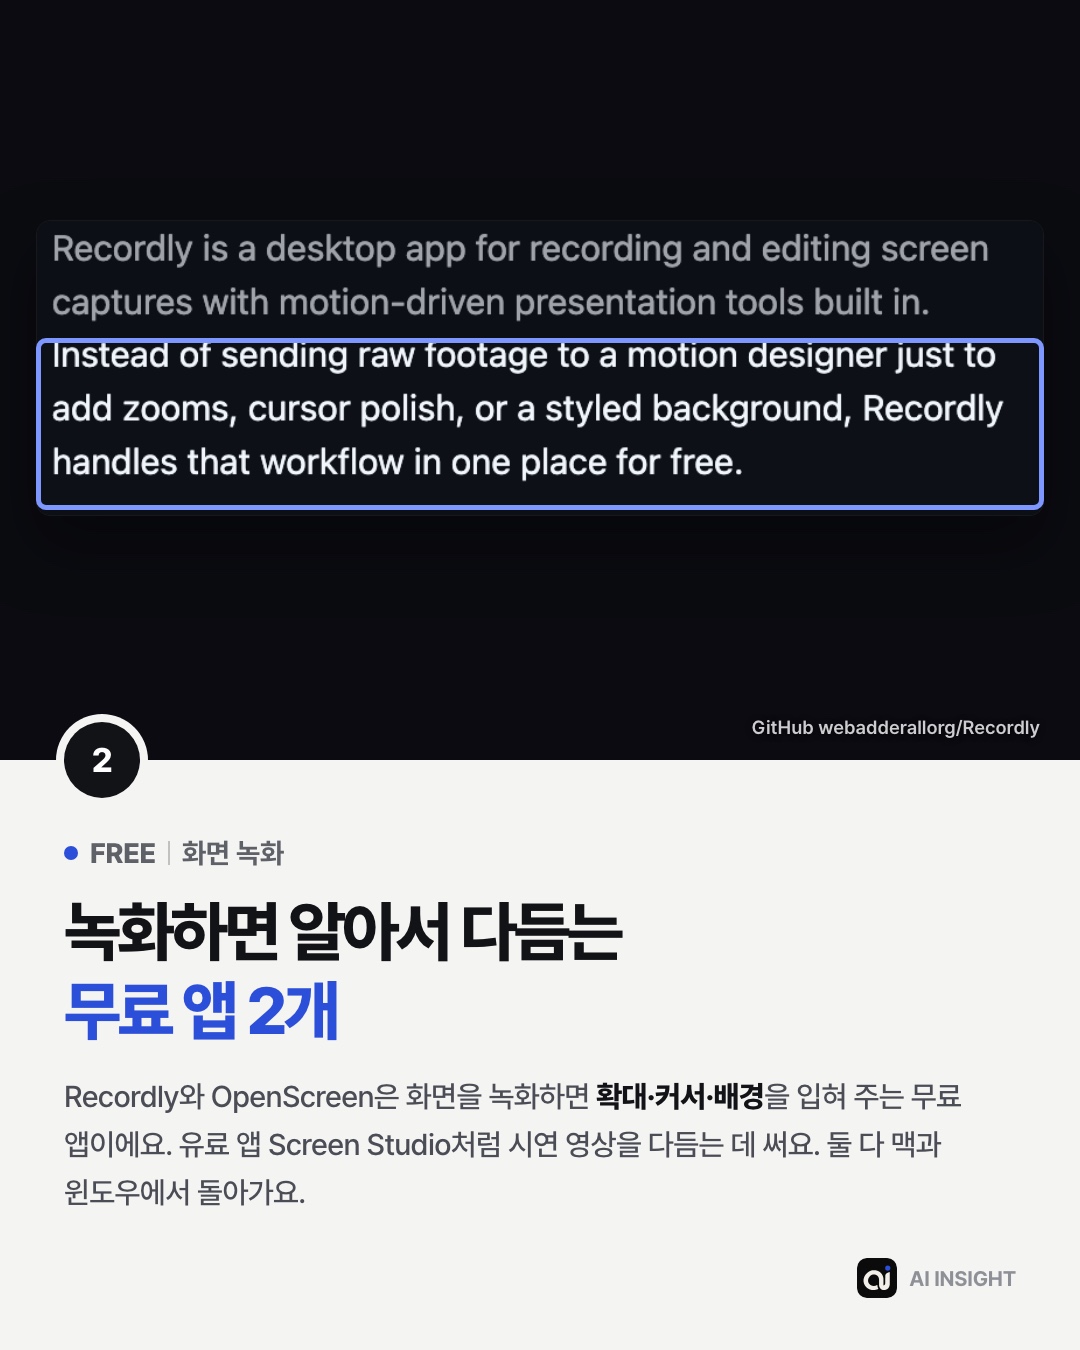 Recordly is a desktop app for recording and editing screen
captures with motion-driven presentation tools built in.
Instead of sending raw footage to a motion designer just to
add zooms, cursor polish, or a styled background, Recordly
handles that workflow in one place for free.
GitHub webadderallorg/Recordly
2
FREE | 화면 녹화
녹화하면 알아서 다듬는
무료 앱 2개
Recordly와 OpenScreen은 화면을 녹화하면 확대·커서·배경을 입혀 주는 무료
앱이에요. 유료 앱 Screen Studio처럼 시연 영상을 다듬는 데 써요. 둘 다 맥과
윈도우에서 돌아가요.
ai AI INSIGHT